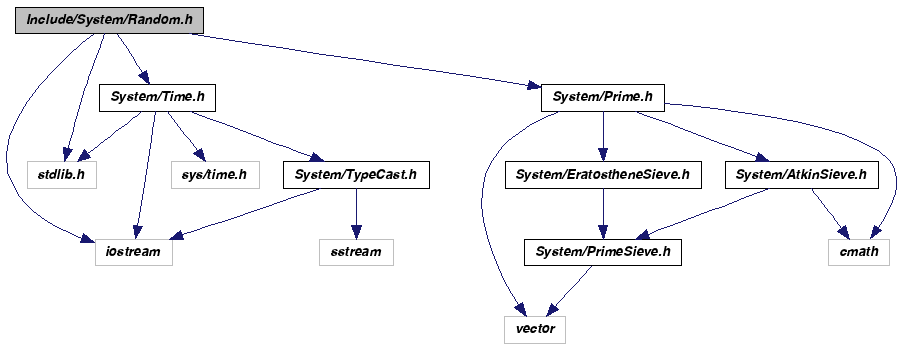 Include/System/Random.h
System/Time.h
System/Prime.h
stdlib.h
sys/time.h
System/TypeCast.h
System/EratostheneSieve.h
System/AtkinSieve.h
iostream
sstream
System/PrimeSieve.h
cmath
vector